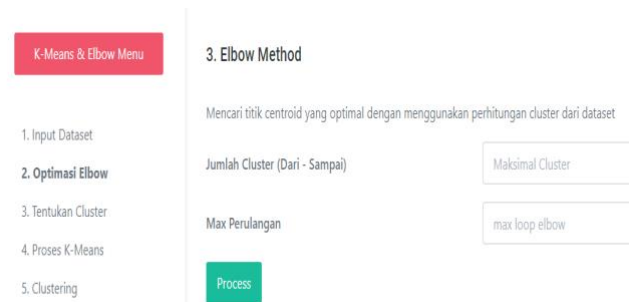 K-Means & Elbow Menu
1. Input Dataset
2. Optimasi Elbow
3. Tentukan Cluster
4. Proses K-Means
5. Clustering
3. Elbow Method
Mencari titik centroid yang optimal dengan menggunakan perhitungan cluster dari dataset
Jumlah Cluster (Dari - Sampai)
Maksimal Cluster
Max Perulangan
max loop elbow
Process